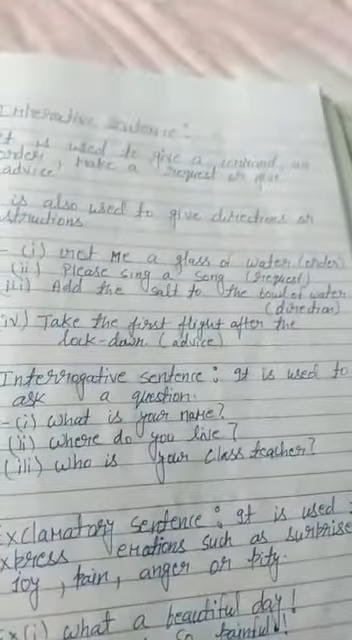 Imperative Sentence:
It is used to give a command, an
order, make a request or give
advice
is also used to give directions or
structions
- (i) me a glass of water (order)
(ii) Please sing a song (request)
(iii) Add the salt to the bowl of water
(direction)
iv) Take the first flight after the
lock-down (advice)
Interrogative sentence: It is used to
ask a question.
- (i) What is your name?
(ii) where do you live?
(iii) Who is your class teacher?
Exclamatory sentence: It is used
xpress emotions such as surprise
Joy, pain, anger or pity.
x (i) what a beautiful day!
so painful!